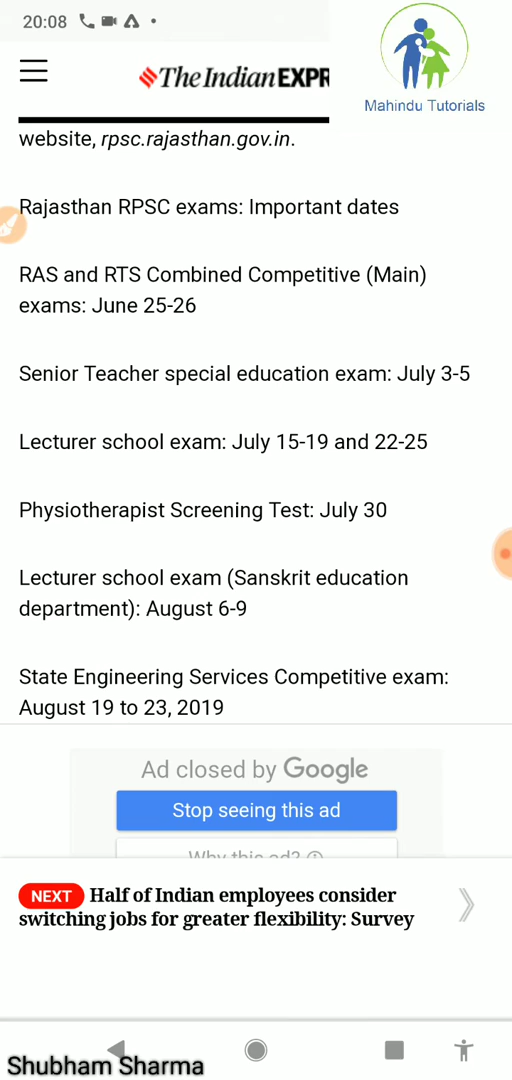 20:08
Mahindu Tutorials
The Indian EXPR
website, rpsc.rajasthan.gov.in.
Rajasthan RPSC exams: Important dates
RAS and RTS Combined Competitive (Main)
exams: June 25-26
Senior Teacher special education exam: July 3-5
Lecturer school exam: July 15-19 and 22-25
Physiotherapist Screening Test: July 30
Lecturer school exam (Sanskrit education
department): August 6-9
State Engineering Services Competitive exam:
August 19 to 23, 2019
Ad closed by Google
Stop seeing this ad
Why this ad?
NEXT Half of Indian employees consider
switching jobs for greater flexibility: Survey
Shubham Sharma